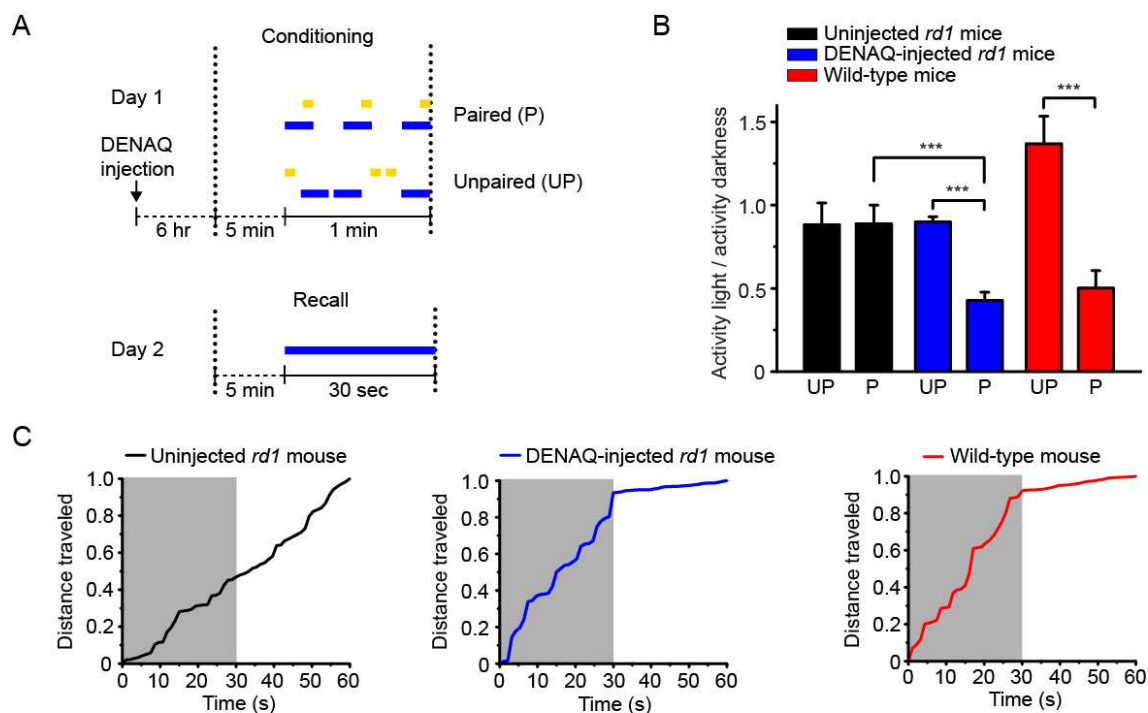 A
Conditioning
Day 1
Paired (P)
DENAQ
injection
Unpaired (UP)
6 hr
5 min
1 min
Recall
Day 2
5 min
30 sec
B
Uninjected rd1 mice
DENAQ-injected rd1 mice
Wild-type mice
***
***
***
Activity light / activity darkness
1.5
1.0
0.5
0
UP P UP P UP P
C
Uninjected rd1 mouse
Distance traveled
1.0
0.8
0.6
0.4
0.2
0
0 10 20 30 40 50 60
Time (s)
DENAQ-injected rd1 mouse
Distance traveled
1.0
0.8
0.6
0.4
0.2
0
0 10 20 30 40 50 60
Time (s)
Wild-type mouse
Distance traveled
1.0
0.8
0.6
0.4
0.2
0
0 10 20 30 40 50 60
Time (s)